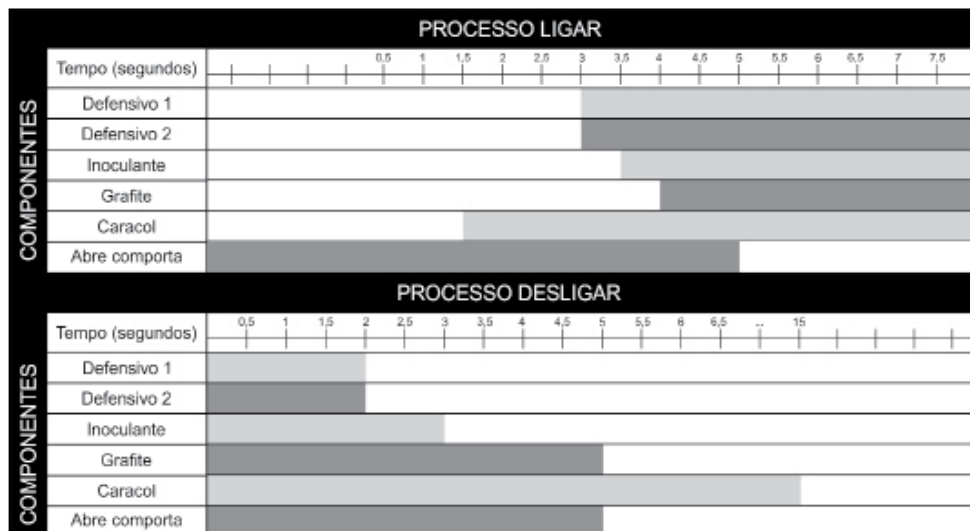 PROCESSO LIGAR
COMPONENTES
Tempo (segundos) 0,5 1 1,5 2 2,5 3 3,5 4 4,5 5 5,5 6 6,5 7 7,5
Defensivo 1
Defensivo 2
Inoculante
Grafite
Caracol
Abre comporta
PROCESSO DESLIGAR
COMPONENTES
Tempo (segundos) 0,5 1 1,5 2 2,5 3 3,5 4 4,5 5 5,5 6 6,5 ... 15
Defensivo 1
Defensivo 2
Inoculante
Grafite
Caracol
Abre comporta